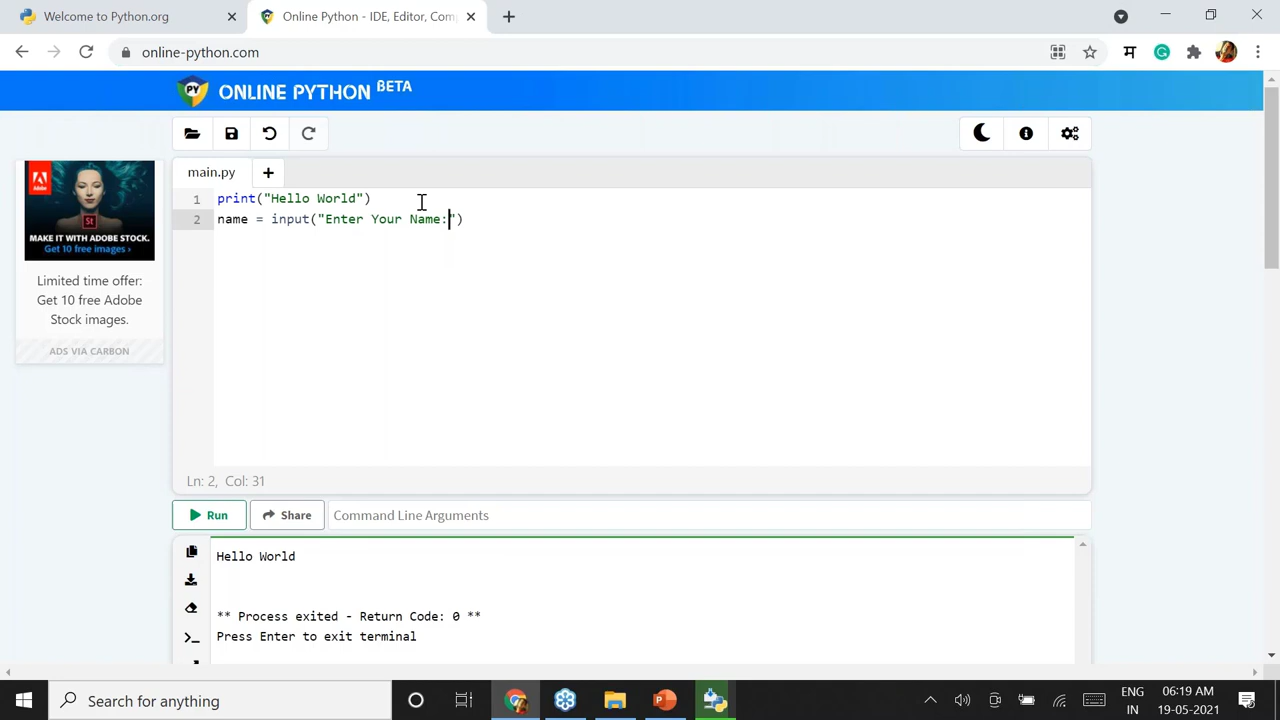 Welcome to Python.org
Online Python - IDE, Editor, Com
online-python.com
म
G
PY
ONLINE PYTHON BETA
main.py
1 print("Hello World")
2 name = input("Enter Your Name:")
St
MAKE IT WITH ADOBE STOCK.
Get 10 free images ›
Limited time offer:
Get 10 free Adobe
Stock images.
ADS VIA CARBON
Ln: 2, Col: 31
Run
Share
Command Line Arguments
Hello World
** Process exited - Return Code: 0 **
Press Enter to exit terminal
Search for anything
ENG
IN
06:19 AM
19-05-2021